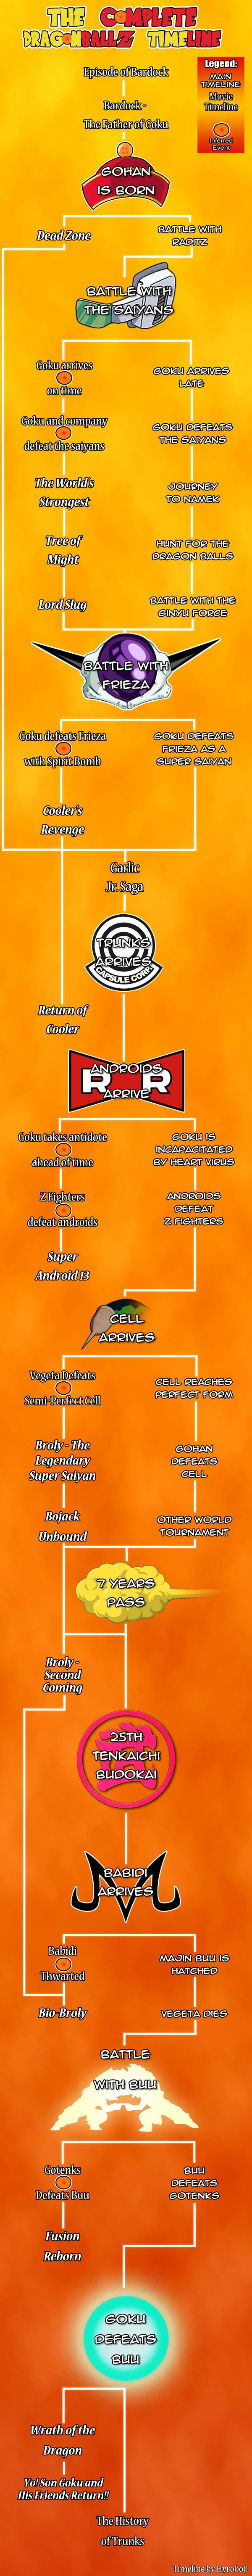 THE COMPLETE
DRAGONBALL Z TIMELINE
Legend:
MAIN
TIMELINE
Movie
Timeline
Inferred
Event
Episode of Bardock
Bardock -
The Father of Goku
GOHAN
IS BORN
Dead Zone
BATTLE WITH
RADITZ
BATTLE WITH
THE SAIYANS
Goku arrives
on time
GOKU ARRIVES
LATE
Goku and company
defeat the saiyans
GOKU DEFEATS
THE SAIYANS
The World's
Strongest
JOURNEY
TO NAMEK
Tree of
Might
HUNT FOR THE
DRAGON BALLS
Lord Slug
BATTLE WITH THE
GINYU FORCE
BATTLE WITH
FRIEZA
Goku defeats Frieza
with Spirit Bomb
GOKU DEFEATS
FRIEZA AS A
SUPER SAIYAN
Cooler's
Revenge
Garlic
Jr. Saga
TRUNKS
ARRIVES
CAPSULE CORP.
Return of
Cooler
ANDROIDS
R R
ARRIVE
Goku takes antidote
ahead of time
GOKU IS
INCAPACITATED
BY HEART VIRUS
Z Fighters
defeat androids
ANDROIDS
DEFEAT
Z FIGHTERS
Super
Android 13
CELL
ARRIVES
Vegeta Defeats
Semi-Perfect Cell
CELL REACHES
PERFECT FORM
Broly - The
Legendary
Super Saiyan
GOHAN
DEFEATS
CELL
Bojack
Unbound
OTHER WORLD
TOURNAMENT
7 YEARS
PASS
Broly -
Second
Coming
25TH
TENKAICHI
BUDOKAI
BABIDI
ARRIVES
Babidi
Thwarted
MAJIN BUU IS
HATCHED
Bio-Broly
VEGETA DIES
BATTLE
WITH BUU
Gotenks
Defeats Buu
BUU
DEFEATS
GOTENKS
Fusion
Reborn
GOKU
DEFEATS
BUU
Wrath of the
Dragon
Yo! Son Goku and
His Friends Return!!
The History
of Trunks
Timeline by Hyro0o0